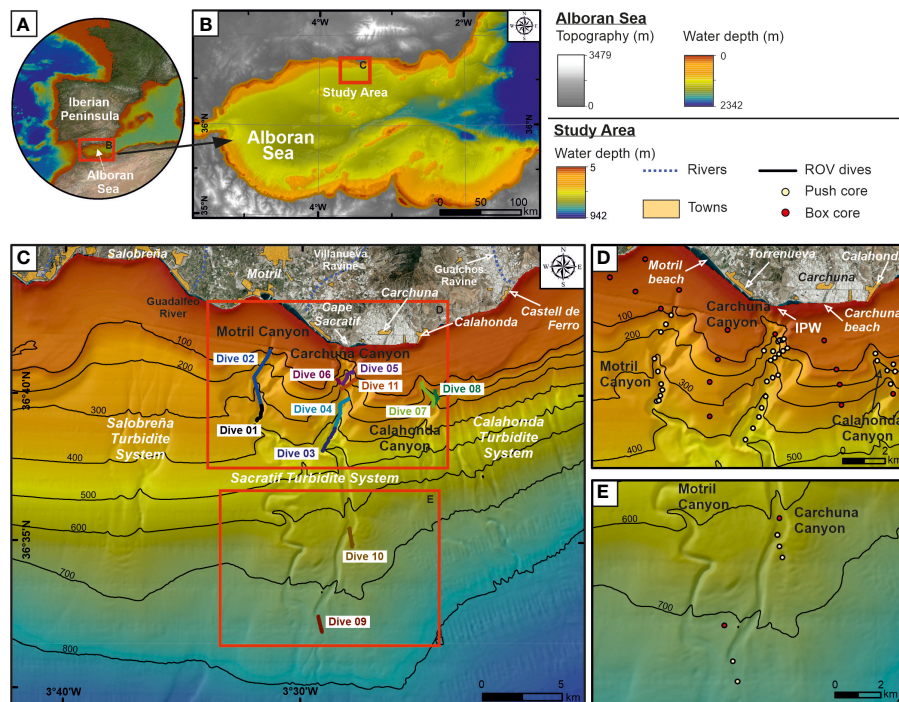 A
Iberian
Peninsula
B
Alboran
Sea
B
4°W
2°W
N
C
Study Area
36°N
36°N
Alboran
Sea
35°N
4°W
0
50
100
km
Alboran Sea
Topography (m)
3479
0
Water depth (m)
0
2342
Study Area
Water depth (m)
5
942
Rivers
Towns
ROV dives
Push core
Box core
C
Salobreña
Motril
Villanueva
Ravine
Gualchos
Ravine
N
Guadalfeo
River
Cape
Sacratif
Carchuna
D
Calahonda
Castell de
Ferro
Motril Canyon
Carchuna Canyon
100
Dive 02
Dive 05
Dive 06
Dive 11
Dive 08
200
Dive 04
Dive 07
300
Dive 01
Salobreña
Turbidite
System
Dive 03
Calahonda
Canyon
Calahonda
Turbidite
System
400
Sacratif Turbidite System
500
E
600
Dive 10
700
Dive 09
800
36°40'N
36°35'N
3°40'W
3°30'W
0
5
km
D
Motril
beach
Torrenueva
Carchuna
Calahonda
Carchuna
Canyon
IPW
Carchuna
beach
100
200
Motril
Canyon
300
400
500
Calahonda
Canyon
0
2
km
E
Motril
Canyon
Carchuna
Canyon
600
700
0
2
km